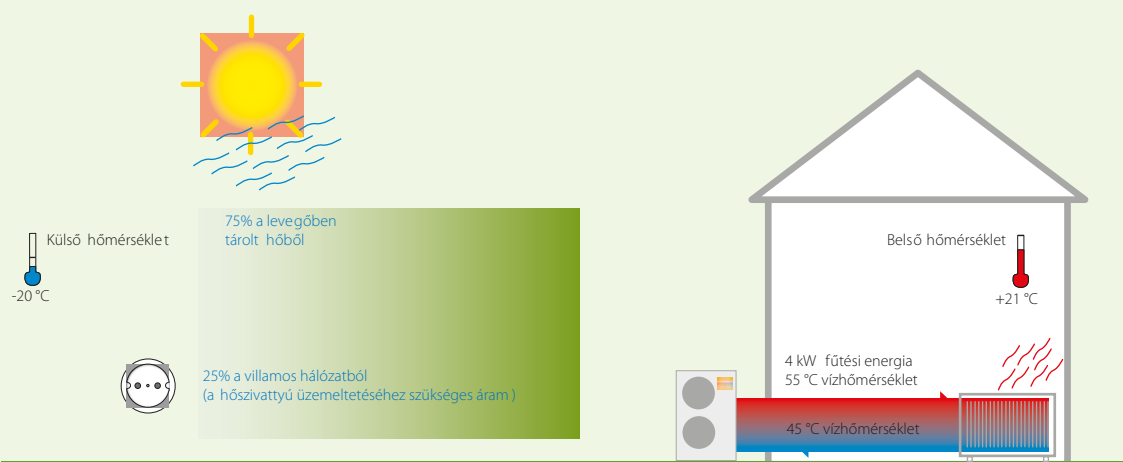 75% a levegőben
tárolt hőből
Külső hőmérséklet
-20 °C
25% a villamos hálózatból
(a hőszivattyú üzemeltetéséhez szükséges áram)
Belső hőmérséklet
+21 °C
4 kW fűtési energia
55 °C vízhőmérséklet
45 °C vízhőmérséklet